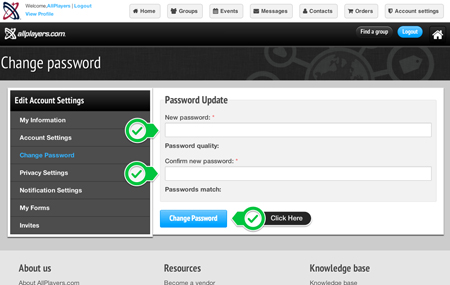 Welcome, AllPlayers | Logout
View Profile
Home
Groups
Events
Messages
Contacts
Orders
Account settings
allplayers.com
Find a group
Logout
Change password
Edit Account Settings
My Information
Account Settings
Change Password
Privacy Settings
Notification Settings
My Forms
Invites
Password Update
New password: *
Password quality:
Confirm new password: *
Passwords match:
Change Password
Click Here
About us
Resources
Knowledge base
About AllPlayers.com
Become a vendor
Knowledge base